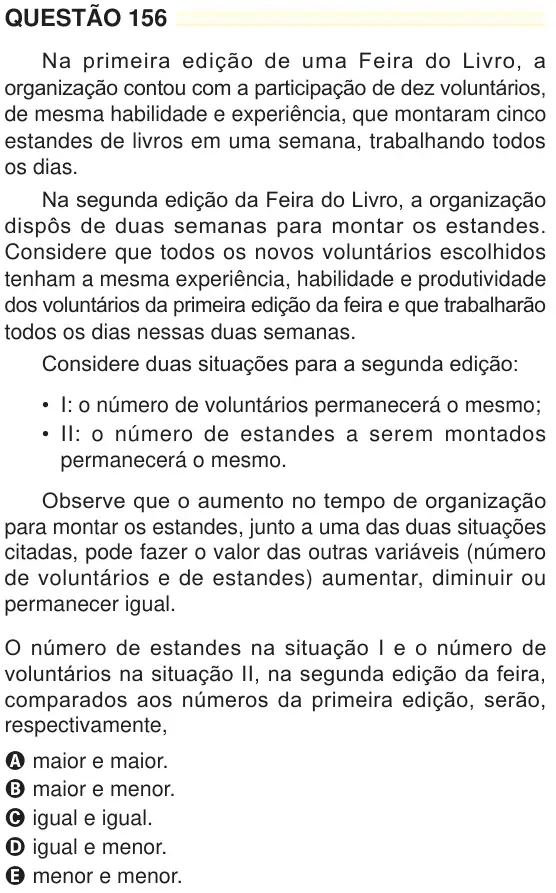 QUESTÃO 156
Na primeira edição de uma Feira do Livro, a
organização contou com a participação de dez voluntários,
de mesma habilidade e experiência, que montaram cinco
estandes de livros em uma semana, trabalhando todos
os dias.
Na segunda edição da Feira do Livro, a organização
dispôs de duas semanas para montar os estandes.
Considere que todos os novos voluntários escolhidos
tenham a mesma experiência, habilidade e produtividade
dos voluntários da primeira edição da feira e que trabalharão
todos os dias nessas duas semanas.
Considere duas situações para a segunda edição:
• I: o número de voluntários permanecerá o mesmo;
• II: o número de estandes a serem montados
permanecerá o mesmo.
Observe que o aumento no tempo de organização
para montar os estandes, junto a uma das duas situações
citadas, pode fazer o valor das outras variáveis (número
de voluntários e de estandes) aumentar, diminuir ou
permanecer igual.
O número de estandes na situação I e o número de
voluntários na situação II, na segunda edição da feira,
comparados aos números da primeira edição, serão,
respectivamente,
A maior e maior.
B maior e menor.
C igual e igual.
D igual e menor.
E menor e menor.